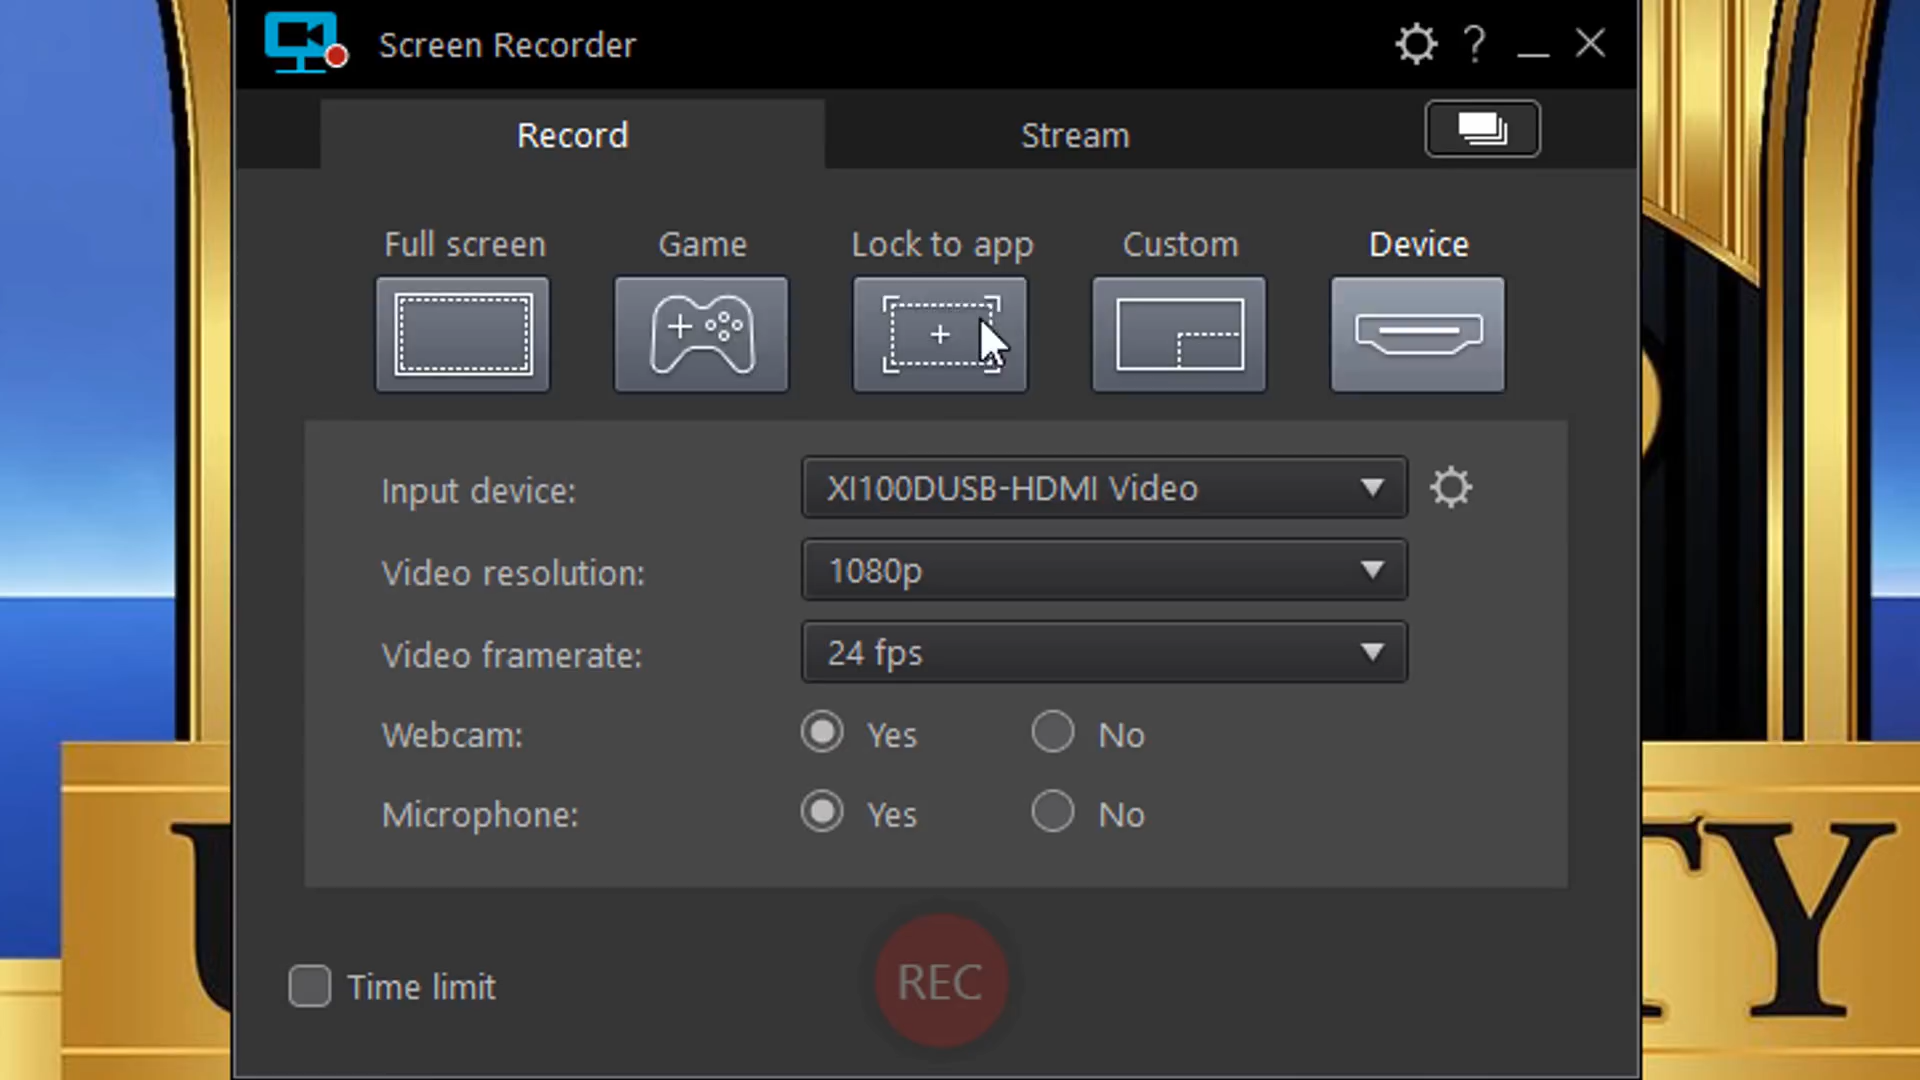 Screen Recorder
?
Record Stream
Full screen Game Lock to app Custom Device
Input device: XI100DUSB-HDMI Video
Video resolution: 1080p
Video framerate: 24 fps
Webcam: Yes No
Microphone: Yes No
Time limit REC
U TY